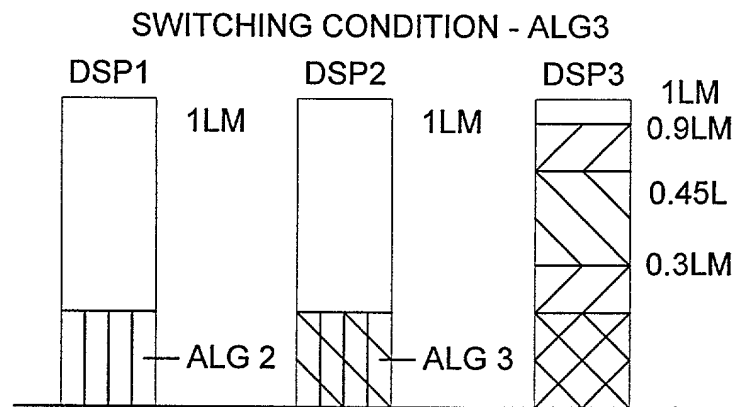 SWITCHING CONDITION - ALG3
DSP1
DSP2
DSP3
1LM
1LM
1LM
0.9LM
0.45L
0.3LM
ALG 2
ALG 3